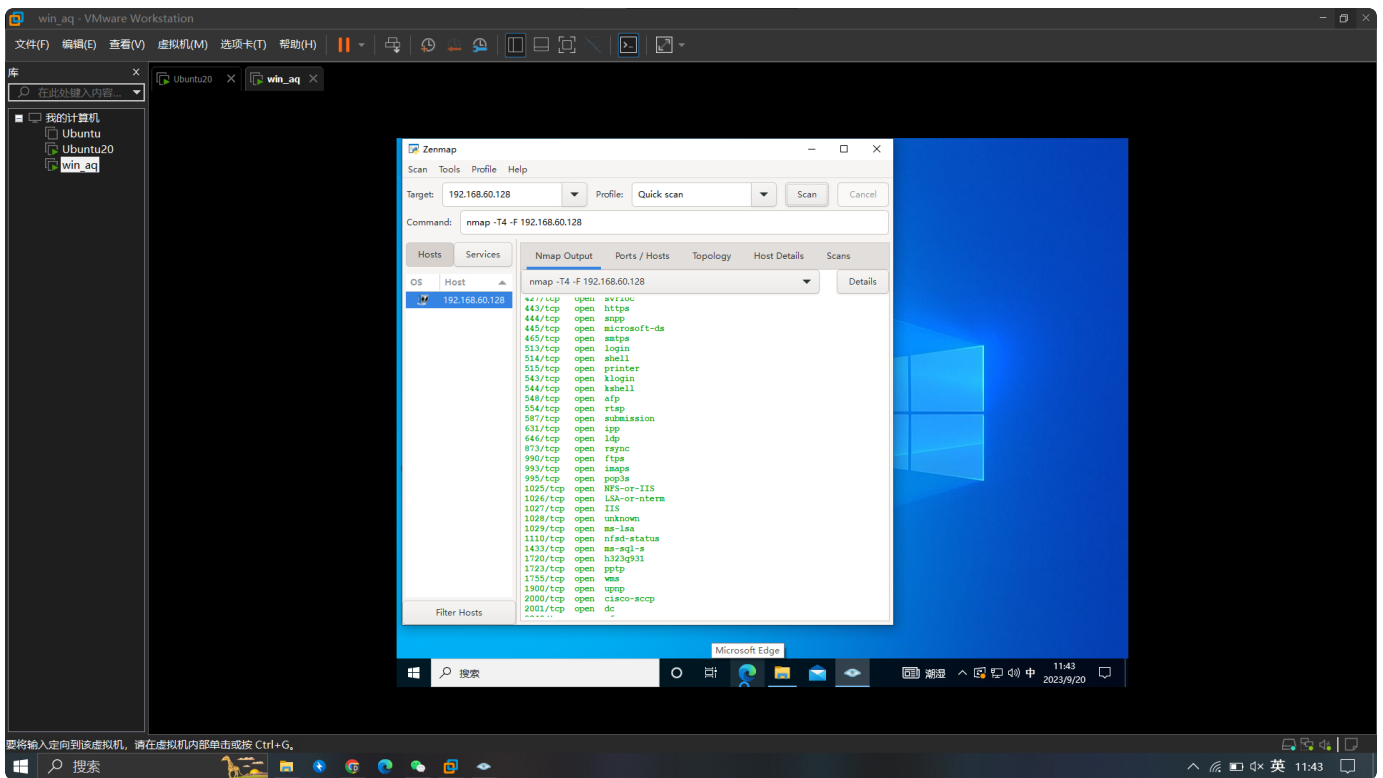 win_aq - VMware Workstation
文件(F) 编辑(E) 查看(V) 虚拟机(M) 选项卡(T) 帮助(H)
库
在此处键入内容...
我的计算机
Ubuntu
Ubuntu20
win_aq
Ubuntu20 win_aq
Zenmap
Scan Tools Profile Help
Target: 192.168.60.128 Profile: Quick scan Scan Cancel
Command: nmap -T4 -F 192.168.60.128
Hosts Services
OS Host
192.168.60.128
Filter Hosts
Nmap Output Ports / Hosts Topology Host Details Scans
nmap -T4 -F 192.168.60.128 Details
427/tcp open svrloc
443/tcp open https
444/tcp open snpp
445/tcp open microsoft-ds
465/tcp open smtps
513/tcp open login
514/tcp open shell
515/tcp open printer
543/tcp open klogin
544/tcp open kshell
548/tcp open afp
554/tcp open rtsp
587/tcp open submission
631/tcp open ipp
646/tcp open ldp
873/tcp open rsync
990/tcp open ftps
993/tcp open imaps
995/tcp open pop3s
1025/tcp open NFS-or-IIS
1026/tcp open LSA-or-nterm
1027/tcp open IIS
1028/tcp open unknown
1029/tcp open ms-lsa
1110/tcp open nfsd-status
1433/tcp open ms-sql-s
1720/tcp open h323q931
1723/tcp open pptp
1755/tcp open wms
1900/tcp open upnp
2000/tcp open cisco-sccp
2001/tcp open dc
Microsoft Edge
搜索
潮湿 中 11:43
2023/9/20
要将输入定向到该虚拟机，请在虚拟机内部单击或按 Ctrl+G。
搜索 英 11:43